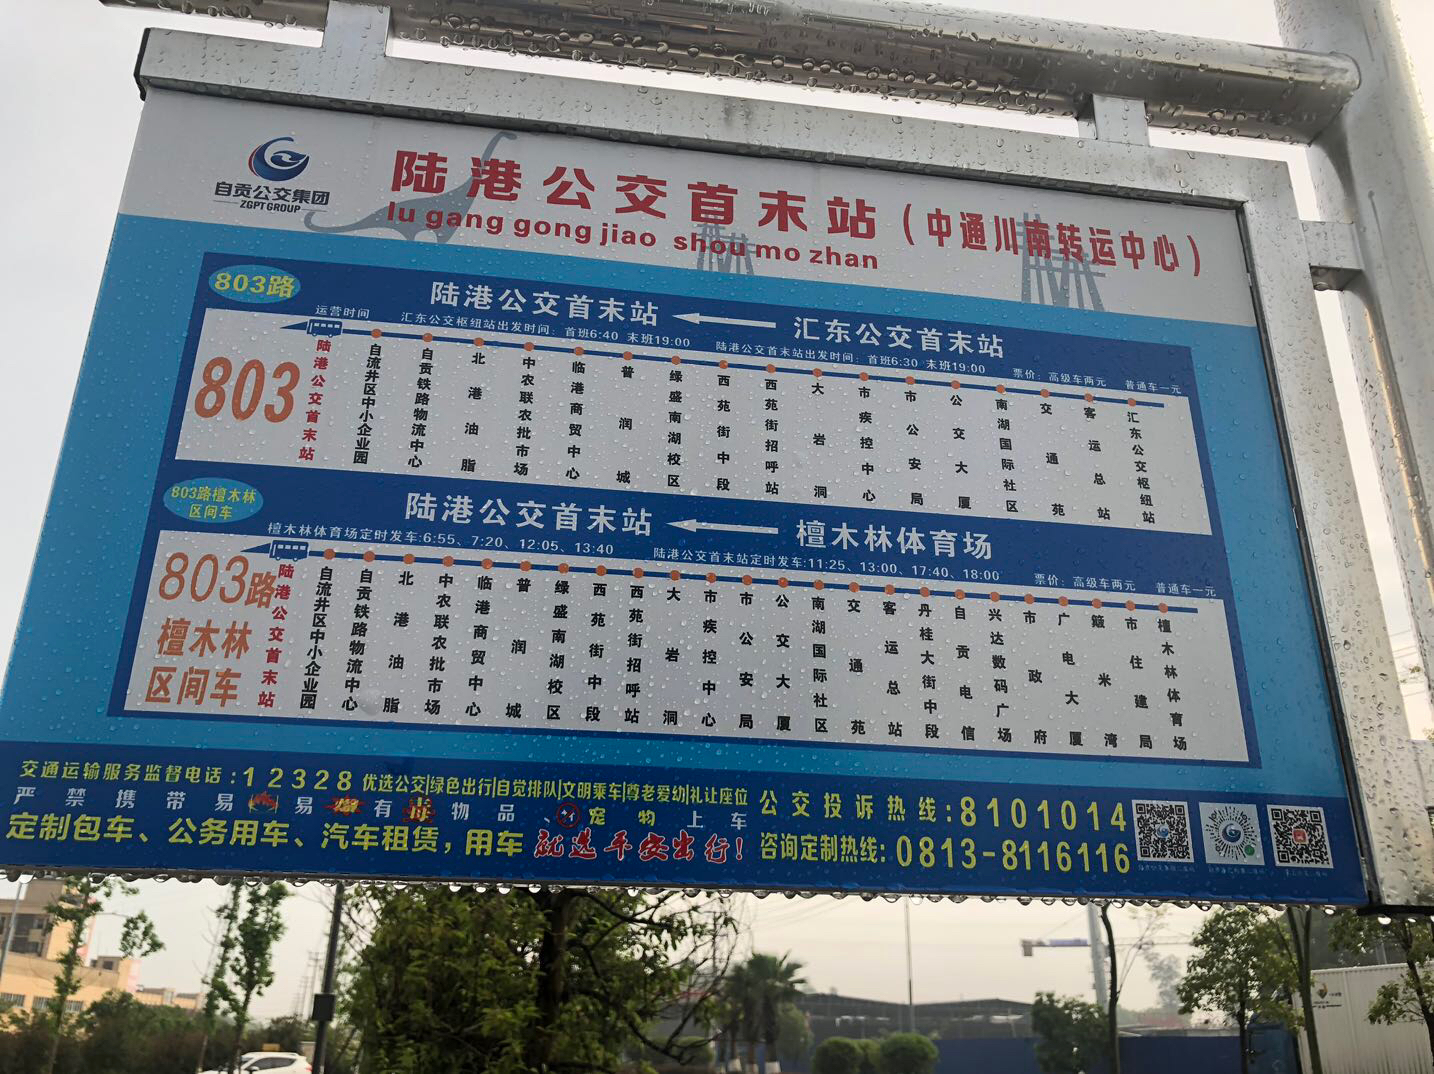 自贡公交集团
ZGPTGROUP
陆港公交首末站（中通川南转运中心）
lu gang gong jiao shou mo zhan
803路
陆港公交首末站 汇东公交首末站
运营时间 汇东公交枢纽站出发时间：首班6:40 末班19:00 陆港公交首末站出发时间：首班6:30 末班19:00 票价：高级车两元 普通车一元
803
陆港公交首末站
自流井区中小企业园
自贡铁路物流中心
北港油脂
中农联农批市场
临港商贸中心
普润城
绿盛南湖校区
西苑街中段
西苑街招呼站
大岩洞
市疾控中心
市公安局
公交大厦
南湖国际社区
交通苑
客运总站
汇东公交枢纽站
803路檀木林
区间车
陆港公交首末站 檀木林体育场
檀木林体育场定时发车:6:55、7:20、12:05、13:40 陆港公交首末站定时发车:11:25、13:00、17:40、18:00 票价：高级车两元 普通车一元
803路
檀木林
区间车
陆港公交首末站
自流井区中小企业园
自贡铁路物流中心
北港油脂
中农联农批市场
临港商贸中心
普润城
绿盛南湖校区
西苑街中段
西苑街招呼站
大岩洞
市疾控中心
市公安局
公交大厦
南湖国际社区
交通苑
客运总站
丹桂大街中段
自贡电信
兴达数码广场
市政府
广电大厦
簸米湾
市住建局
檀木林体育场
交通运输服务监督电话:12328 优选公交|绿色出行|自觉排队|文明乘车|尊老爱幼|礼让座位
严禁携带易燃易爆有毒物品、宠物上车
定制包车、公务用车、汽车租赁，用车就选平安出行!
公交投诉热线:8101014
咨询定制热线:0813-8116116